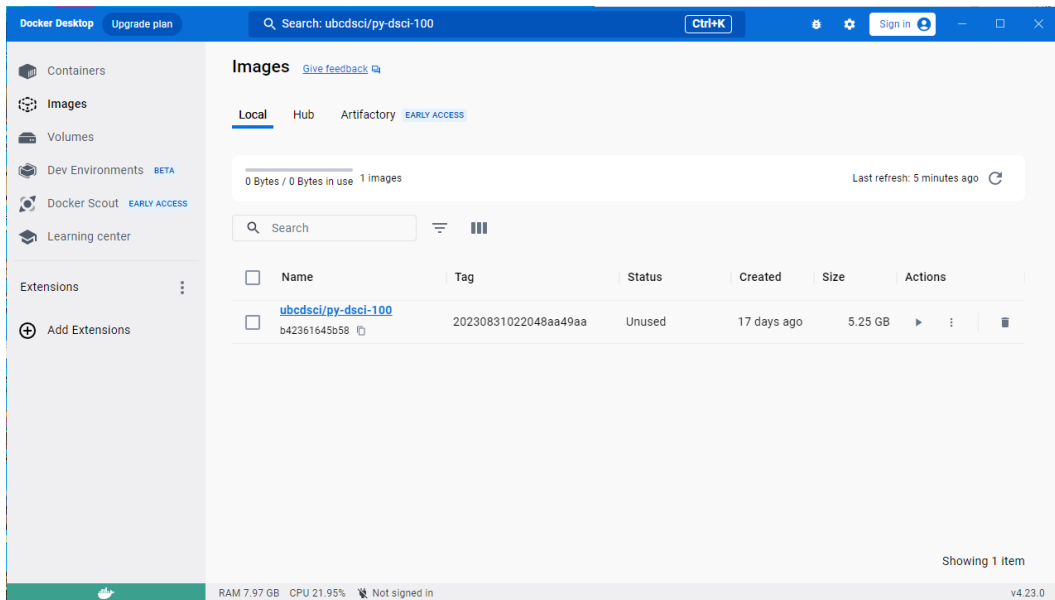 Docker Desktop Upgrade plan Search: ubcdsci/py-dsci-100 Ctrl+K Sign in
Containers
Images
Volumes
Dev Environments BETA
Docker Scout EARLY ACCESS
Learning center
Extensions
Add Extensions
Images Give feedback
Local Hub Artifactory EARLY ACCESS
0 Bytes / 0 Bytes in use 1 images Last refresh: 5 minutes ago
Search
Name Tag Status Created Size Actions
ubcdsci/py-dsci-100
b42361645b58
20230831022048aa49aa Unused 17 days ago 5.25 GB
Showing 1 item
RAM 7.97 GB CPU 21.95% Not signed in v4.23.0